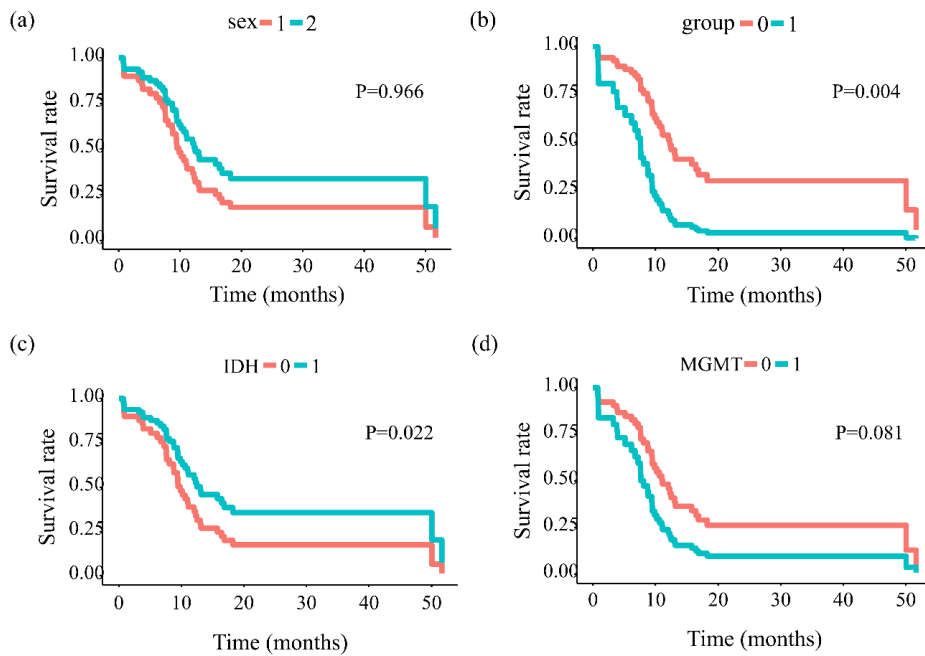 (a)
sex 1 2
1.00
0.75
0.50
0.25
0.00
Survival rate
P=0.966
0 10 20 30 40 50
Time (months)
(b)
group 0 1
1.00
0.75
0.50
0.25
0.00
Survival rate
P=0.004
0 10 20 30 40 50
Time (months)
(c)
IDH 0 1
1.00
0.75
0.50
0.25
0.00
Survival rate
P=0.022
0 10 20 30 40 50
Time (months)
(d)
MGMT 0 1
1.00
0.75
0.50
0.25
0.00
Survival rate
P=0.081
0 10 20 30 40 50
Time (months)